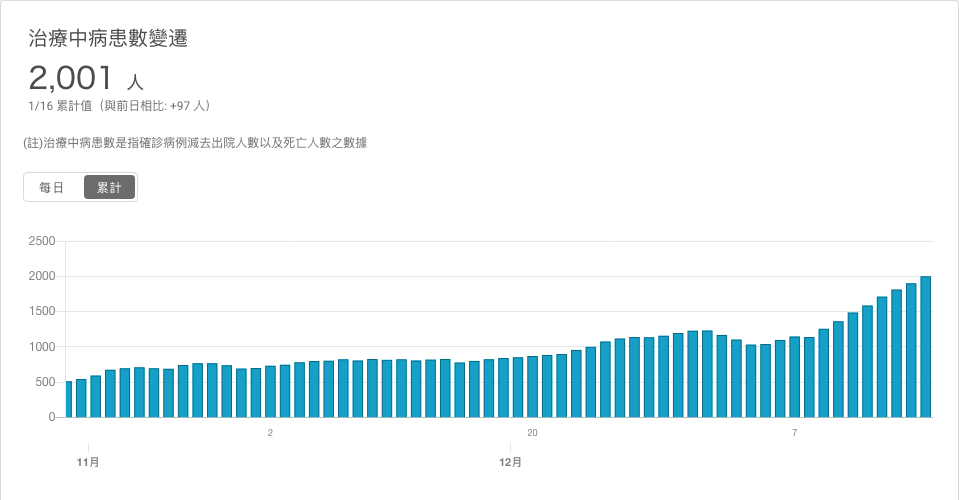 治療中病患數變遷
2,001 人
1/16 累計值（與前日相比: +97 人）
(註)治療中病患數是指確診病例減去出院人數以及死亡人數之數據
每日 累計
2500
2000
1500
1000
500
0
2 20 7
11月 12月